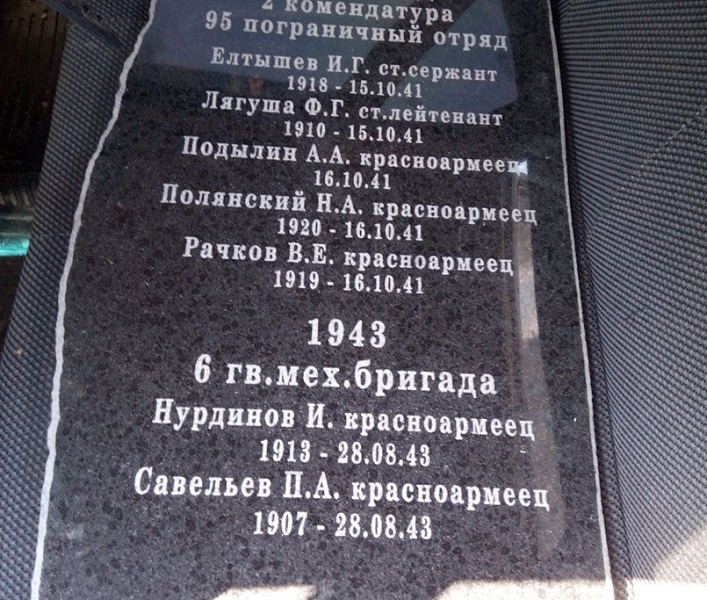 2 комендатура
95 пограничный отряд
Елтышев И.Г. ст.сержант
1918 - 15.10.41
Лягуша Ф.Г. ст.лейтенант
1910 - 15.10.41
Подылин А.А. красноармеец
16.10.41
Полянский Н.А. красноармеец
1920 - 16.10.41
Рачков В.Е. красноармеец
1919 - 16.10.41
1943
6 гв.мех.бригада
Нурдинов И. красноармеец
1913 - 28.08.43
Савельев П.А. красноармеец
1907 - 28.08.43